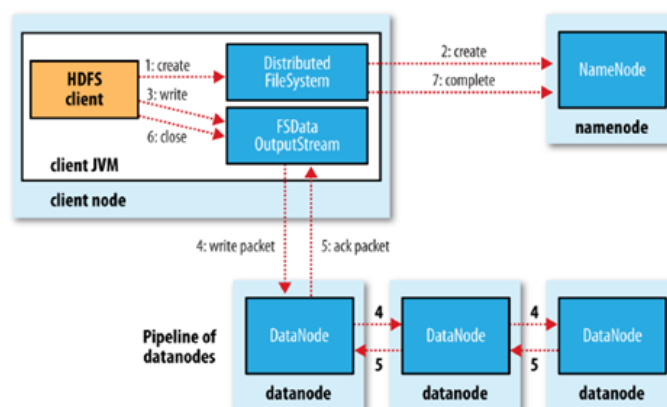 HDFS
client
1: create
3: write
6: close
Distributed
FileSystem
FSData
OutputStream
client JVM
client node
2: create
7: complete
NameNode
namenode
4: write packet
5: ack packet
Pipeline of
datanodes
DataNode
datanode
4
5
DataNode
datanode
4
5
DataNode
datanode